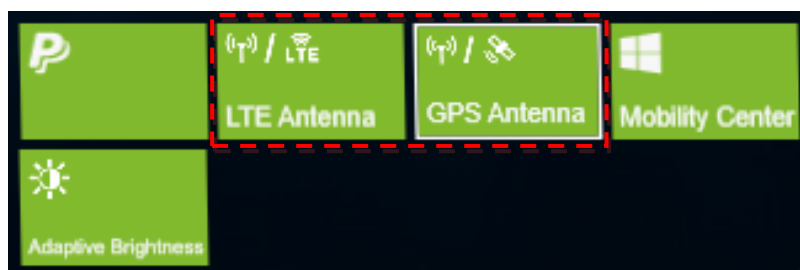 P
((T)) / LTE
((T)) /
LTE Antenna
GPS Antenna
Mobility Center
Adaptive Brightness